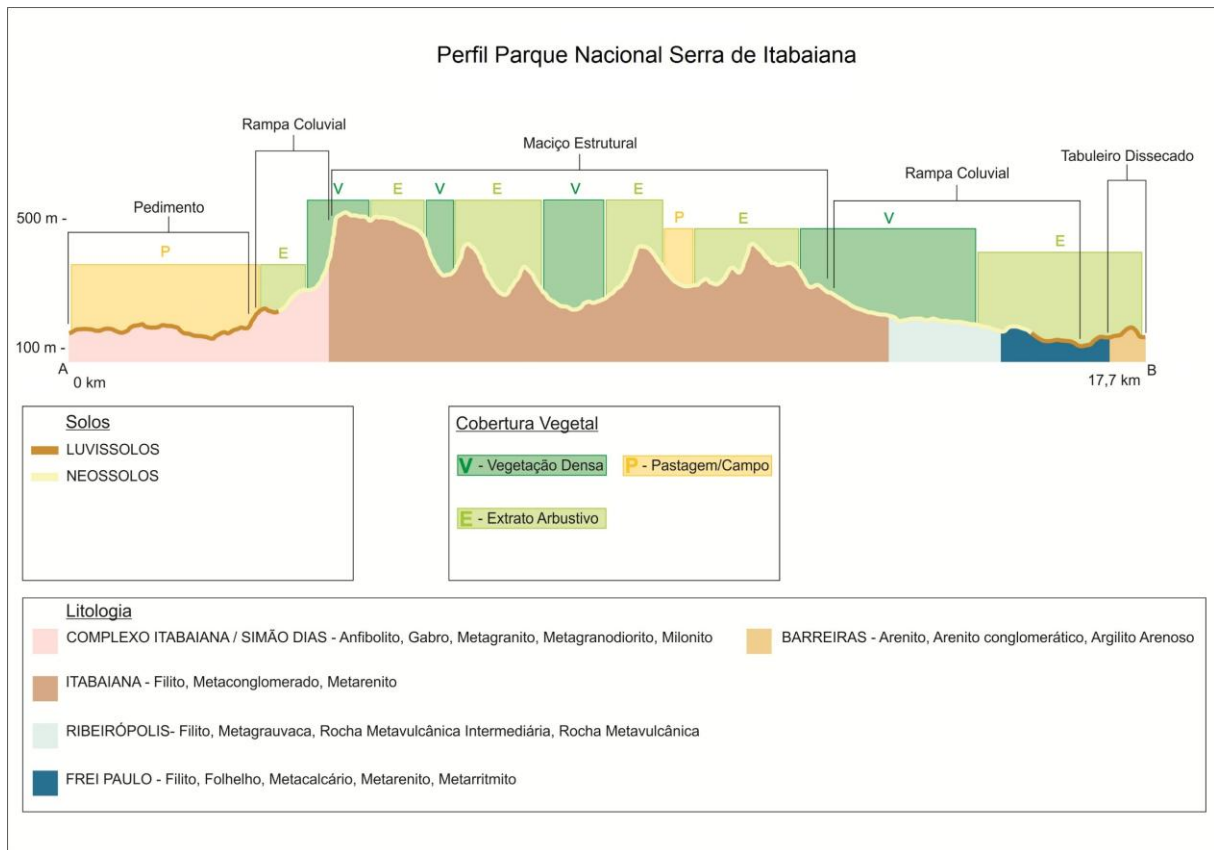 Perfil Parque Nacional Serra de Itabaiana
Rampa Coluvial
Maciço Estrutural
Tabuleiro Dissecado
Rampa Coluvial
Pedimento
V
E
V
E
V
E
P
E
V
E
P
E
500 m -
100 m -
A
0 km
17,7 km
B
Solos
LUVISSOLOS
NEOSSOLOS
Cobertura Vegetal
V - Vegetação Densa
P - Pastagem/Campo
E - Extrato Arbustivo
Litologia
COMPLEXO ITABAIANA / SIMÃO DIAS - Anfibolito, Gabro, Metagranito, Metagranodiorito, Milonito
BARREIRAS - Arenito, Arenito conglomerático, Argilito Arenoso
ITABAIANA - Filito, Metaconglomerado, Metarenito
RIBEIRÓPOLIS- Filito, Metagrauvaca, Rocha Metavulcânica Intermediária, Rocha Metavulcânica
FREI PAULO - Filito, Folhelho, Metacalcário, Metarenito, Metarritmito